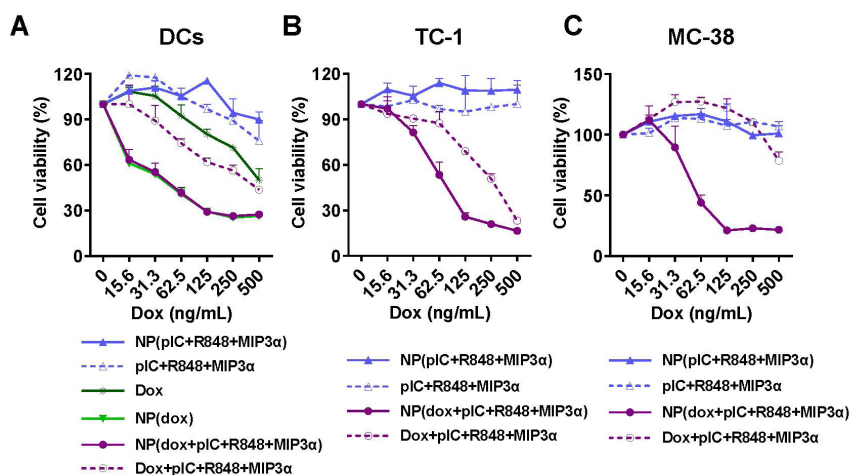 A
DCs
Cell viability (%)
120
90
60
30
0
0
15.6
31.3
62.5
125
250
500
Dox (ng/mL)
NP(pIC+R848+MIP3α)
pIC+R848+MIP3α
Dox
NP(dox)
NP(dox+pIC+R848+MIP3α)
Dox+pIC+R848+MIP3α
B
TC-1
Cell viability (%)
120
90
60
30
0
0
15.6
31.3
62.5
125
250
500
Dox (ng/mL)
NP(pIC+R848+MIP3α)
pIC+R848+MIP3α
NP(dox+pIC+R848+MIP3α)
Dox+pIC+R848+MIP3α
C
MC-38
Cell viability (%)
150
100
50
0
0
15.6
31.3
62.5
125
250
500
Dox (ng/mL)
NP(pIC+R848+MIP3α)
pIC+R848+MIP3α
NP(dox+pIC+R848+MIP3α)
Dox+pIC+R848+MIP3α